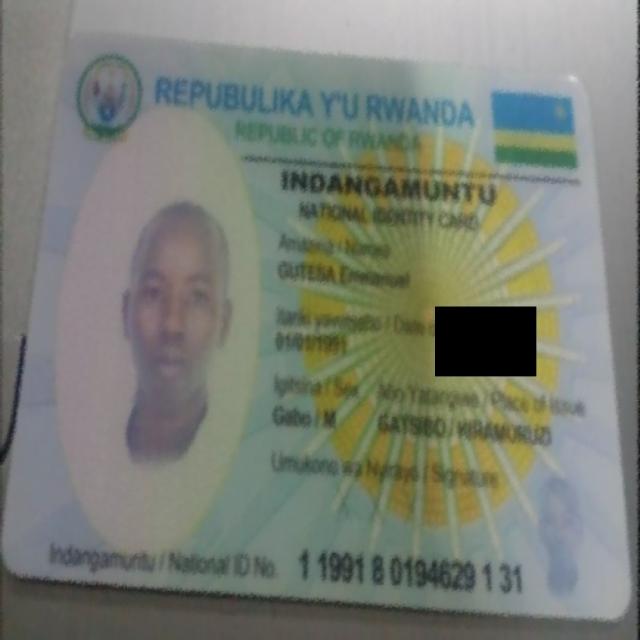 REPUBULIKA Y'U RWANDA
REPUBLIC OF RWANDA
INDANGAMUNTU
NATIONAL IDENTITY CARD
Amazina / Names
GUTESA Emmanuel
Itariki yavutseho / Date
01/01/1991
Igitsina / Sex Aho Yatangiwe / Place of Issue
Gabo / M GATSIBO / KIRAMURUZI
Umukono wa Nyirayo / Signature
Indangamuntu / National ID No. 1 1991 8 0194629 1 31